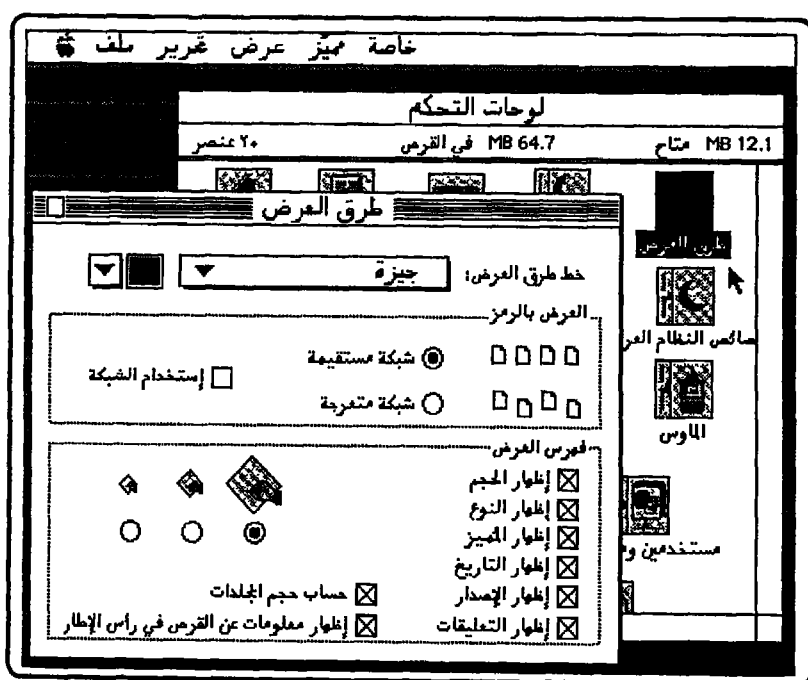 ملف تحرير عرض مميّز خاصة
لوحات التحكم
12.1 MB متاح 64.7 MB في القرص ٢٠ عنصر
طرق العرض
طرق العرض
خط طرق العرض: جيزة
العرض بالرمز
شبكة مستقيمة
إستخدام الشبكة
شبكة متعرجة
فهرس العرض
إظهار الحجم
إظهار النوع
إظهار المميز
إظهار التاريخ
إظهار الإصدار حساب حجم المجلدات
إظهار التعليقات إظهار معلومات عن القرص في رأس الإطار
صائص النظام العر
الماوس
مستخدمين وم